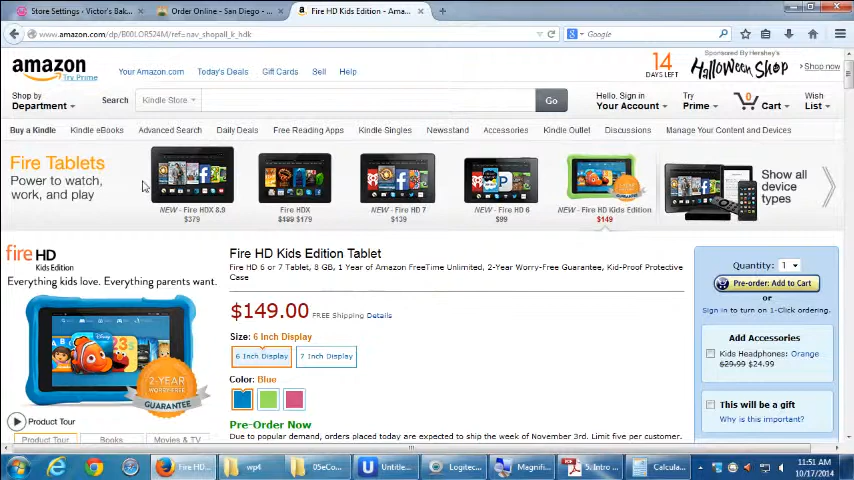 Store Settings - Victor's Bak...
Order Online - San Diego - ...
Fire HD Kids Edition - Ama...
www.amazon.com/dp/B00LOR524M/ref=nav_shopall_k_hdk
Google
amazon
Try Prime
Your Amazon.com
Today's Deals
Gift Cards
Sell
Help
14
DAYS LEFT
Sponsored By Hershey's
Halloween Shop
Shop now
Shop by
Department
Search
Kindle Store
Go
Hello. Sign in
Your Account
Try
Prime
0
Cart
Wish
List
Buy a Kindle
Kindle eBooks
Advanced Search
Daily Deals
Free Reading Apps
Kindle Singles
Newsstand
Accessories
Kindle Outlet
Discussions
Manage Your Content and Devices
Fire Tablets
Power to watch,
work, and play
NEW - Fire HDX 8.9
$379
Fire HDX
$199 $179
NEW - Fire HD 7
$139
NEW - Fire HD 6
$99
NEW - Fire HD Kids Edition
$149
Show all
device
types
fire HD
Kids Edition
Everything kids love. Everything parents want.
2-YEAR
WORRY-FREE
GUARANTEE
Product Tour
Product Tour
Books
Movies & TV
Fire HD Kids Edition Tablet
Fire HD 6 or 7 Tablet, 8 GB, 1 Year of Amazon FreeTime Unlimited, 2-Year Worry-Free Guarantee, Kid-Proof Protective
Case
$149.00 FREE Shipping Details
Size: 6 Inch Display
6 Inch Display
7 Inch Display
Color: Blue
Pre-Order Now
Due to popular demand, orders placed today are expected to ship the week of November 3rd. Limit five per customer.
Quantity: 1
Pre-order: Add to Cart
or
Sign in to turn on 1-Click ordering.
Add Accessories
Kids Headphones: Orange
$29.99 $24.99
This will be a gift
Why is this important?
Fire HD...
wp4
05eCo...
Untitle...
Logitec...
Magnifi...
5. Intro ...
Calcula...
11:51 AM
10/17/2014